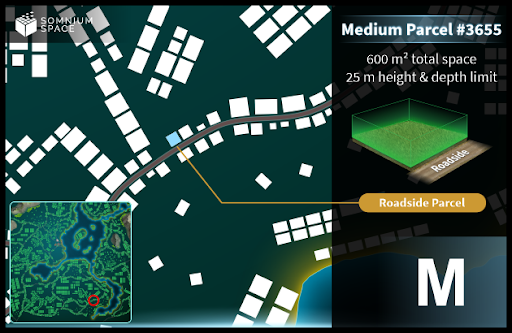 SOMNIUM
SPACE
Medium Parcel #3655
600 m² total space
25 m height & depth limit
Roadside
Roadside Parcel
M